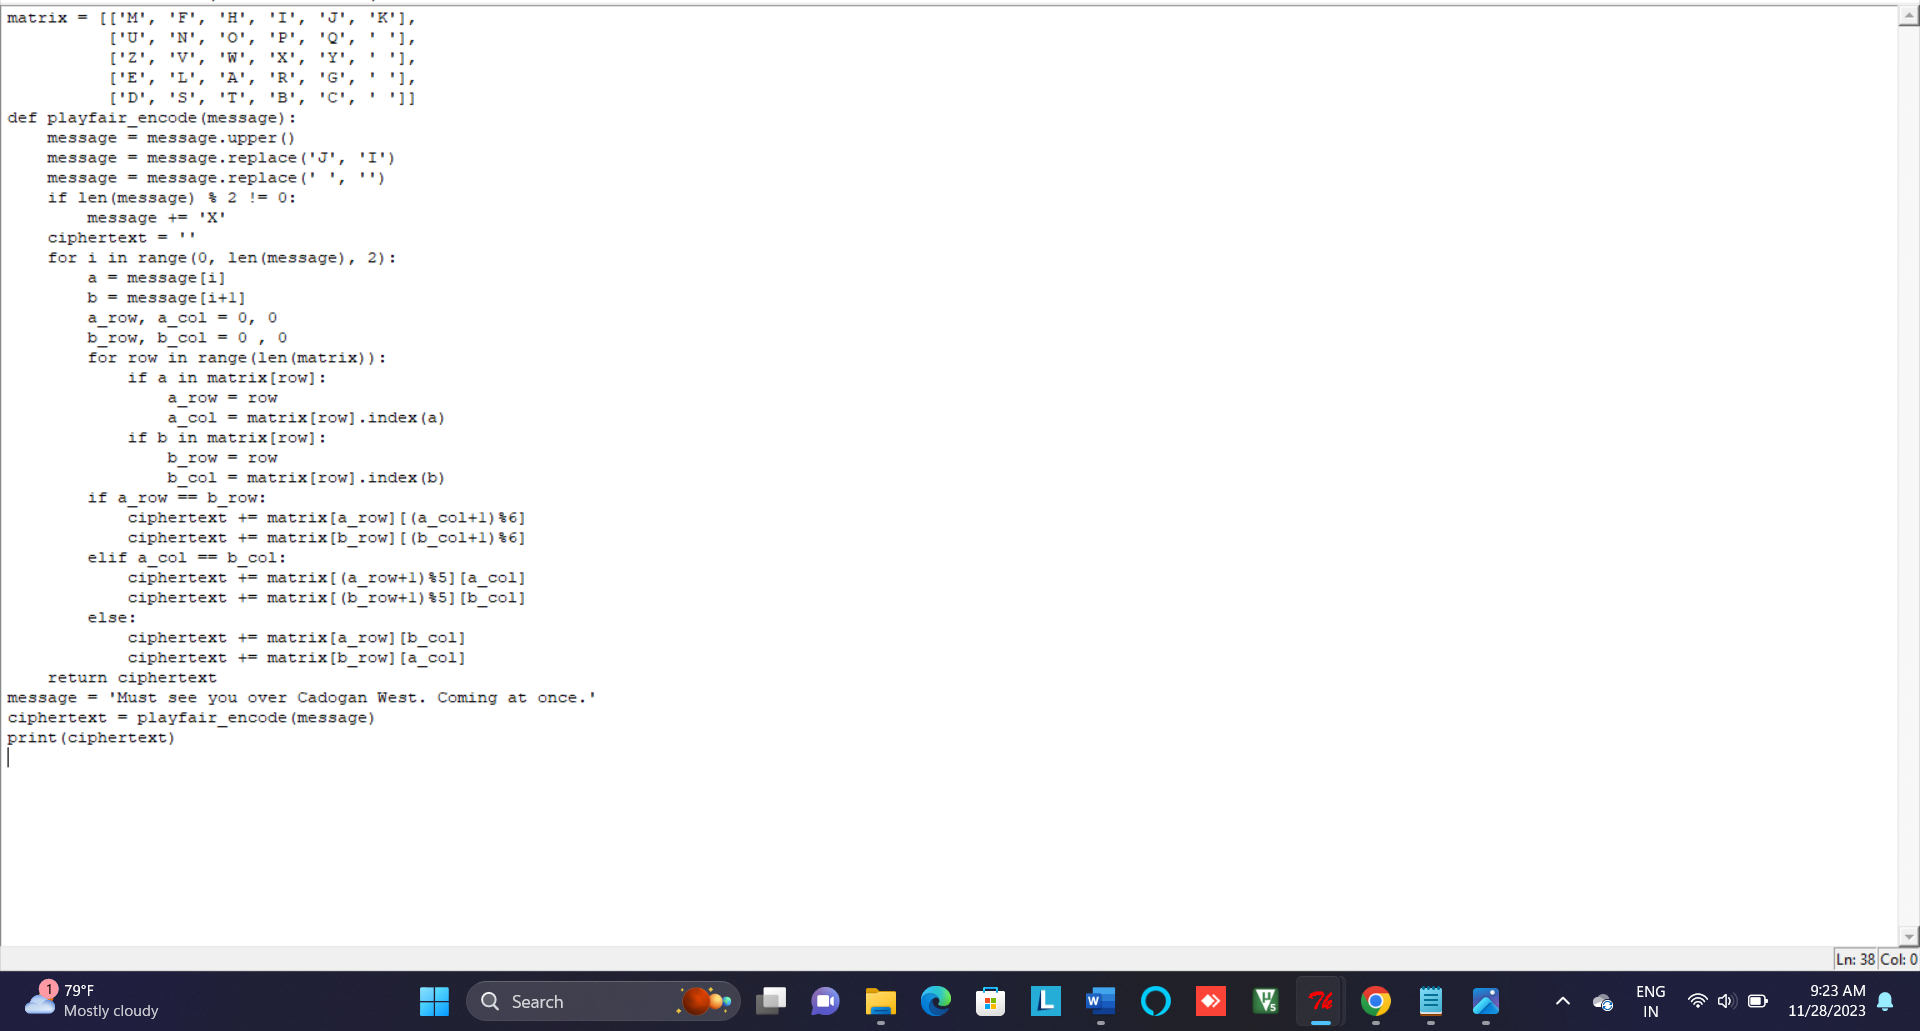 matrix = [['M', 'F', 'H', 'I', 'J', 'K'],
          ['U', 'N', 'O', 'P', 'Q', ' '],
          ['Z', 'V', 'W', 'X', 'Y', ' '],
          ['E', 'L', 'A', 'R', 'G', ' '],
          ['D', 'S', 'T', 'B', 'C', ' ']]
def playfair_encode(message):
    message = message.upper()
    message = message.replace('J', 'I')
    message = message.replace(' ', '')
    if len(message) % 2 != 0:
        message += 'X'
    ciphertext = ''
    for i in range(0, len(message), 2):
        a = message[i]
        b = message[i+1]
        a_row, a_col = 0, 0
        b_row, b_col = 0 , 0
        for row in range(len(matrix)):
            if a in matrix[row]:
                a_row = row
                a_col = matrix[row].index(a)
            if b in matrix[row]:
                b_row = row
                b_col = matrix[row].index(b)
        if a_row == b_row:
            ciphertext += matrix[a_row][(a_col+1)%6]
            ciphertext += matrix[b_row][(b_col+1)%6]
        elif a_col == b_col:
            ciphertext += matrix[(a_row+1)%5][a_col]
            ciphertext += matrix[(b_row+1)%5][b_col]
        else:
            ciphertext += matrix[a_row][b_col]
            ciphertext += matrix[b_row][a_col]
    return ciphertext
message = 'Must see you over Cadogan West. Coming at once.'
ciphertext = playfair_encode(message)
print(ciphertext)
Ln: 38 Col: 0
1
79°F
Mostly cloudy
Search
L
W
ENG
IN
9:23 AM
11/28/2023